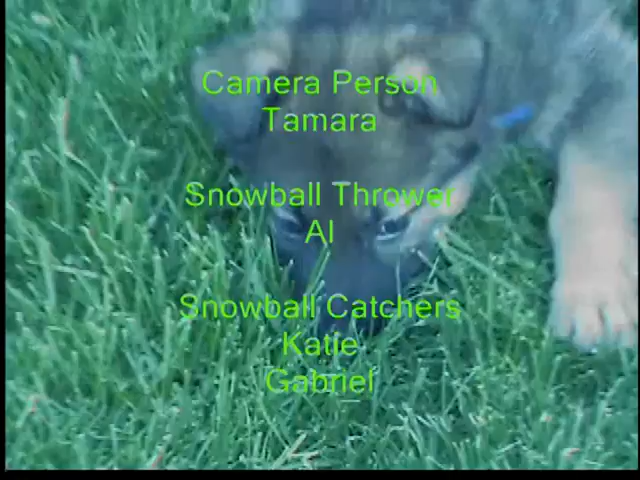 Camera Person
Tamara
Snowball Thrower
Al
Snowball Catchers
Katie
Gabriel